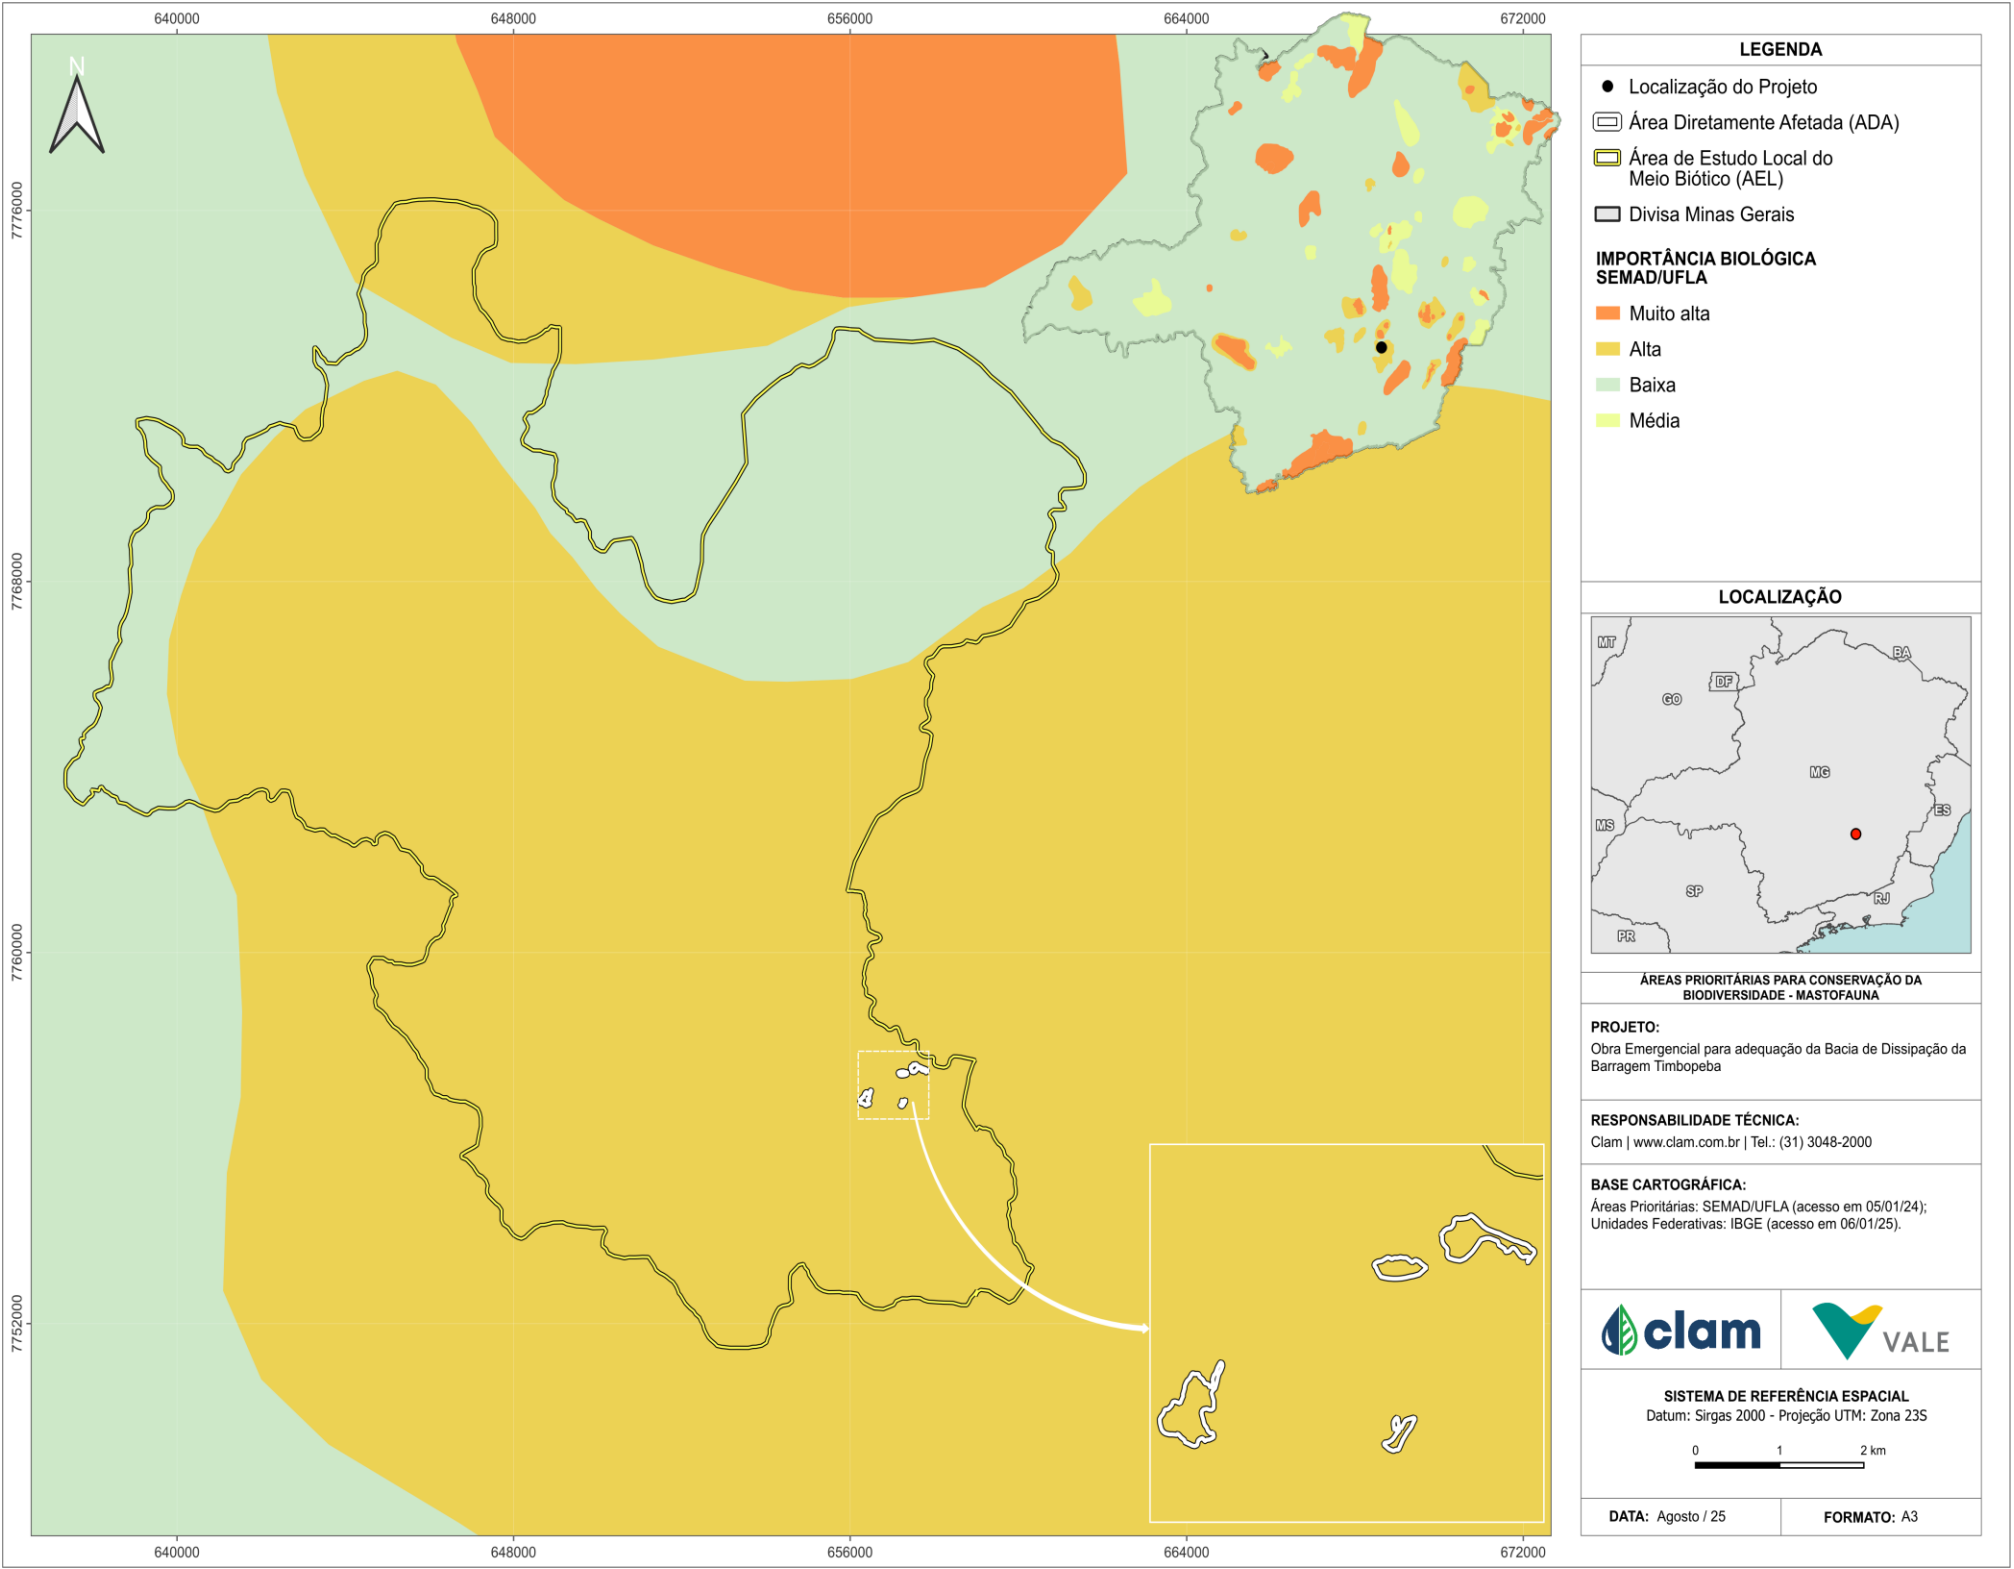 640000 648000 656000 664000 672000
N
7776000
7768000
7760000
7752000
640000 648000 656000 664000 672000
LEGENDA
Localização do Projeto
Área Diretamente Afetada (ADA)
Área de Estudo Local do
Meio Biótico (AEL)
Divisa Minas Gerais
IMPORTÂNCIA BIOLÓGICA
SEMAD/UFLA
Muito alta
Alta
Baixa
Média
LOCALIZAÇÃO
MT
BA
DF
GO
MG
ES
MS
SP
RJ
PR
ÁREAS PRIORITÁRIAS PARA CONSERVAÇÃO DA
BIODIVERSIDADE - MASTOFAUNA
PROJETO:
Obra Emergencial para adequação da Bacia de Dissipação da
Barragem Timbopeba
RESPONSABILIDADE TÉCNICA:
Clam | www.clam.com.br | Tel.: (31) 3048-2000
BASE CARTOGRÁFICA:
Áreas Prioritárias: SEMAD/UFLA (acesso em 05/01/24);
Unidades Federativas: IBGE (acesso em 06/01/25).
clam
VALE
SISTEMA DE REFERÊNCIA ESPACIAL
Datum: Sirgas 2000 - Projeção UTM: Zona 23S
0 1 2 km
DATA: Agosto / 25
FORMATO: A3